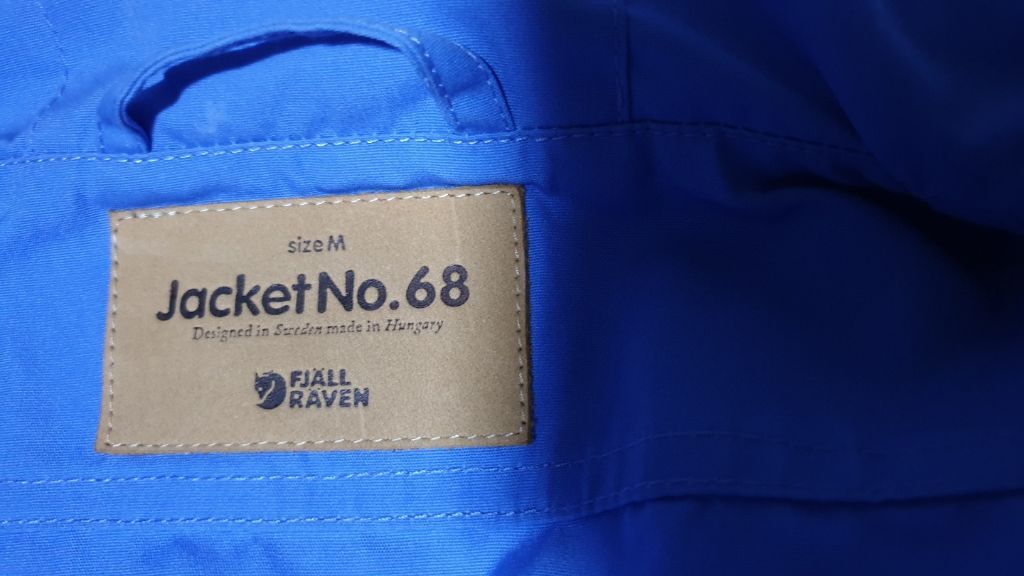 size M
Jacket No.68
Designed in Sweden made in Hungary
FJÄLL
RÄVEN